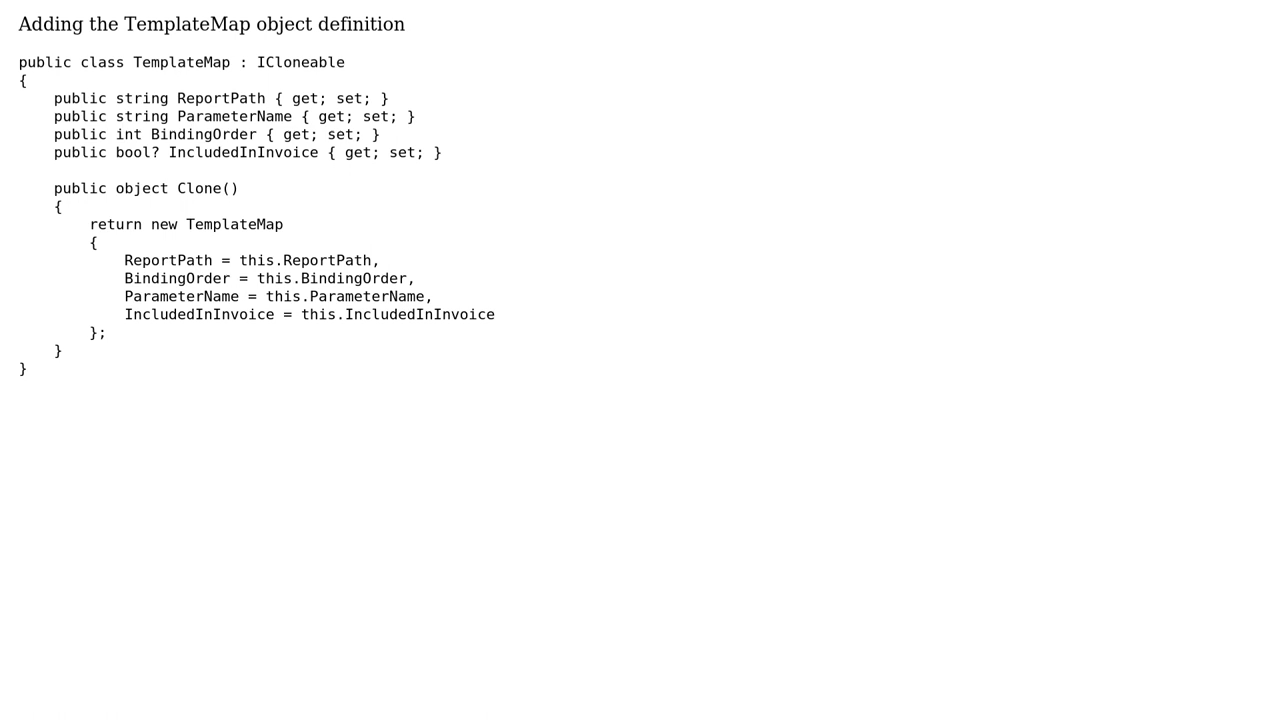 Adding the TemplateMap object definition
public class TemplateMap : ICloneable
{
    public string ReportPath { get; set; }
    public string ParameterName { get; set; }
    public int BindingOrder { get; set; }
    public bool? IncludedInInvoice { get; set; }

    public object Clone()
    {
        return new TemplateMap
        {
            ReportPath = this.ReportPath,
            BindingOrder = this.BindingOrder,
            ParameterName = this.ParameterName,
            IncludedInInvoice = this.IncludedInInvoice
        };
    }
}